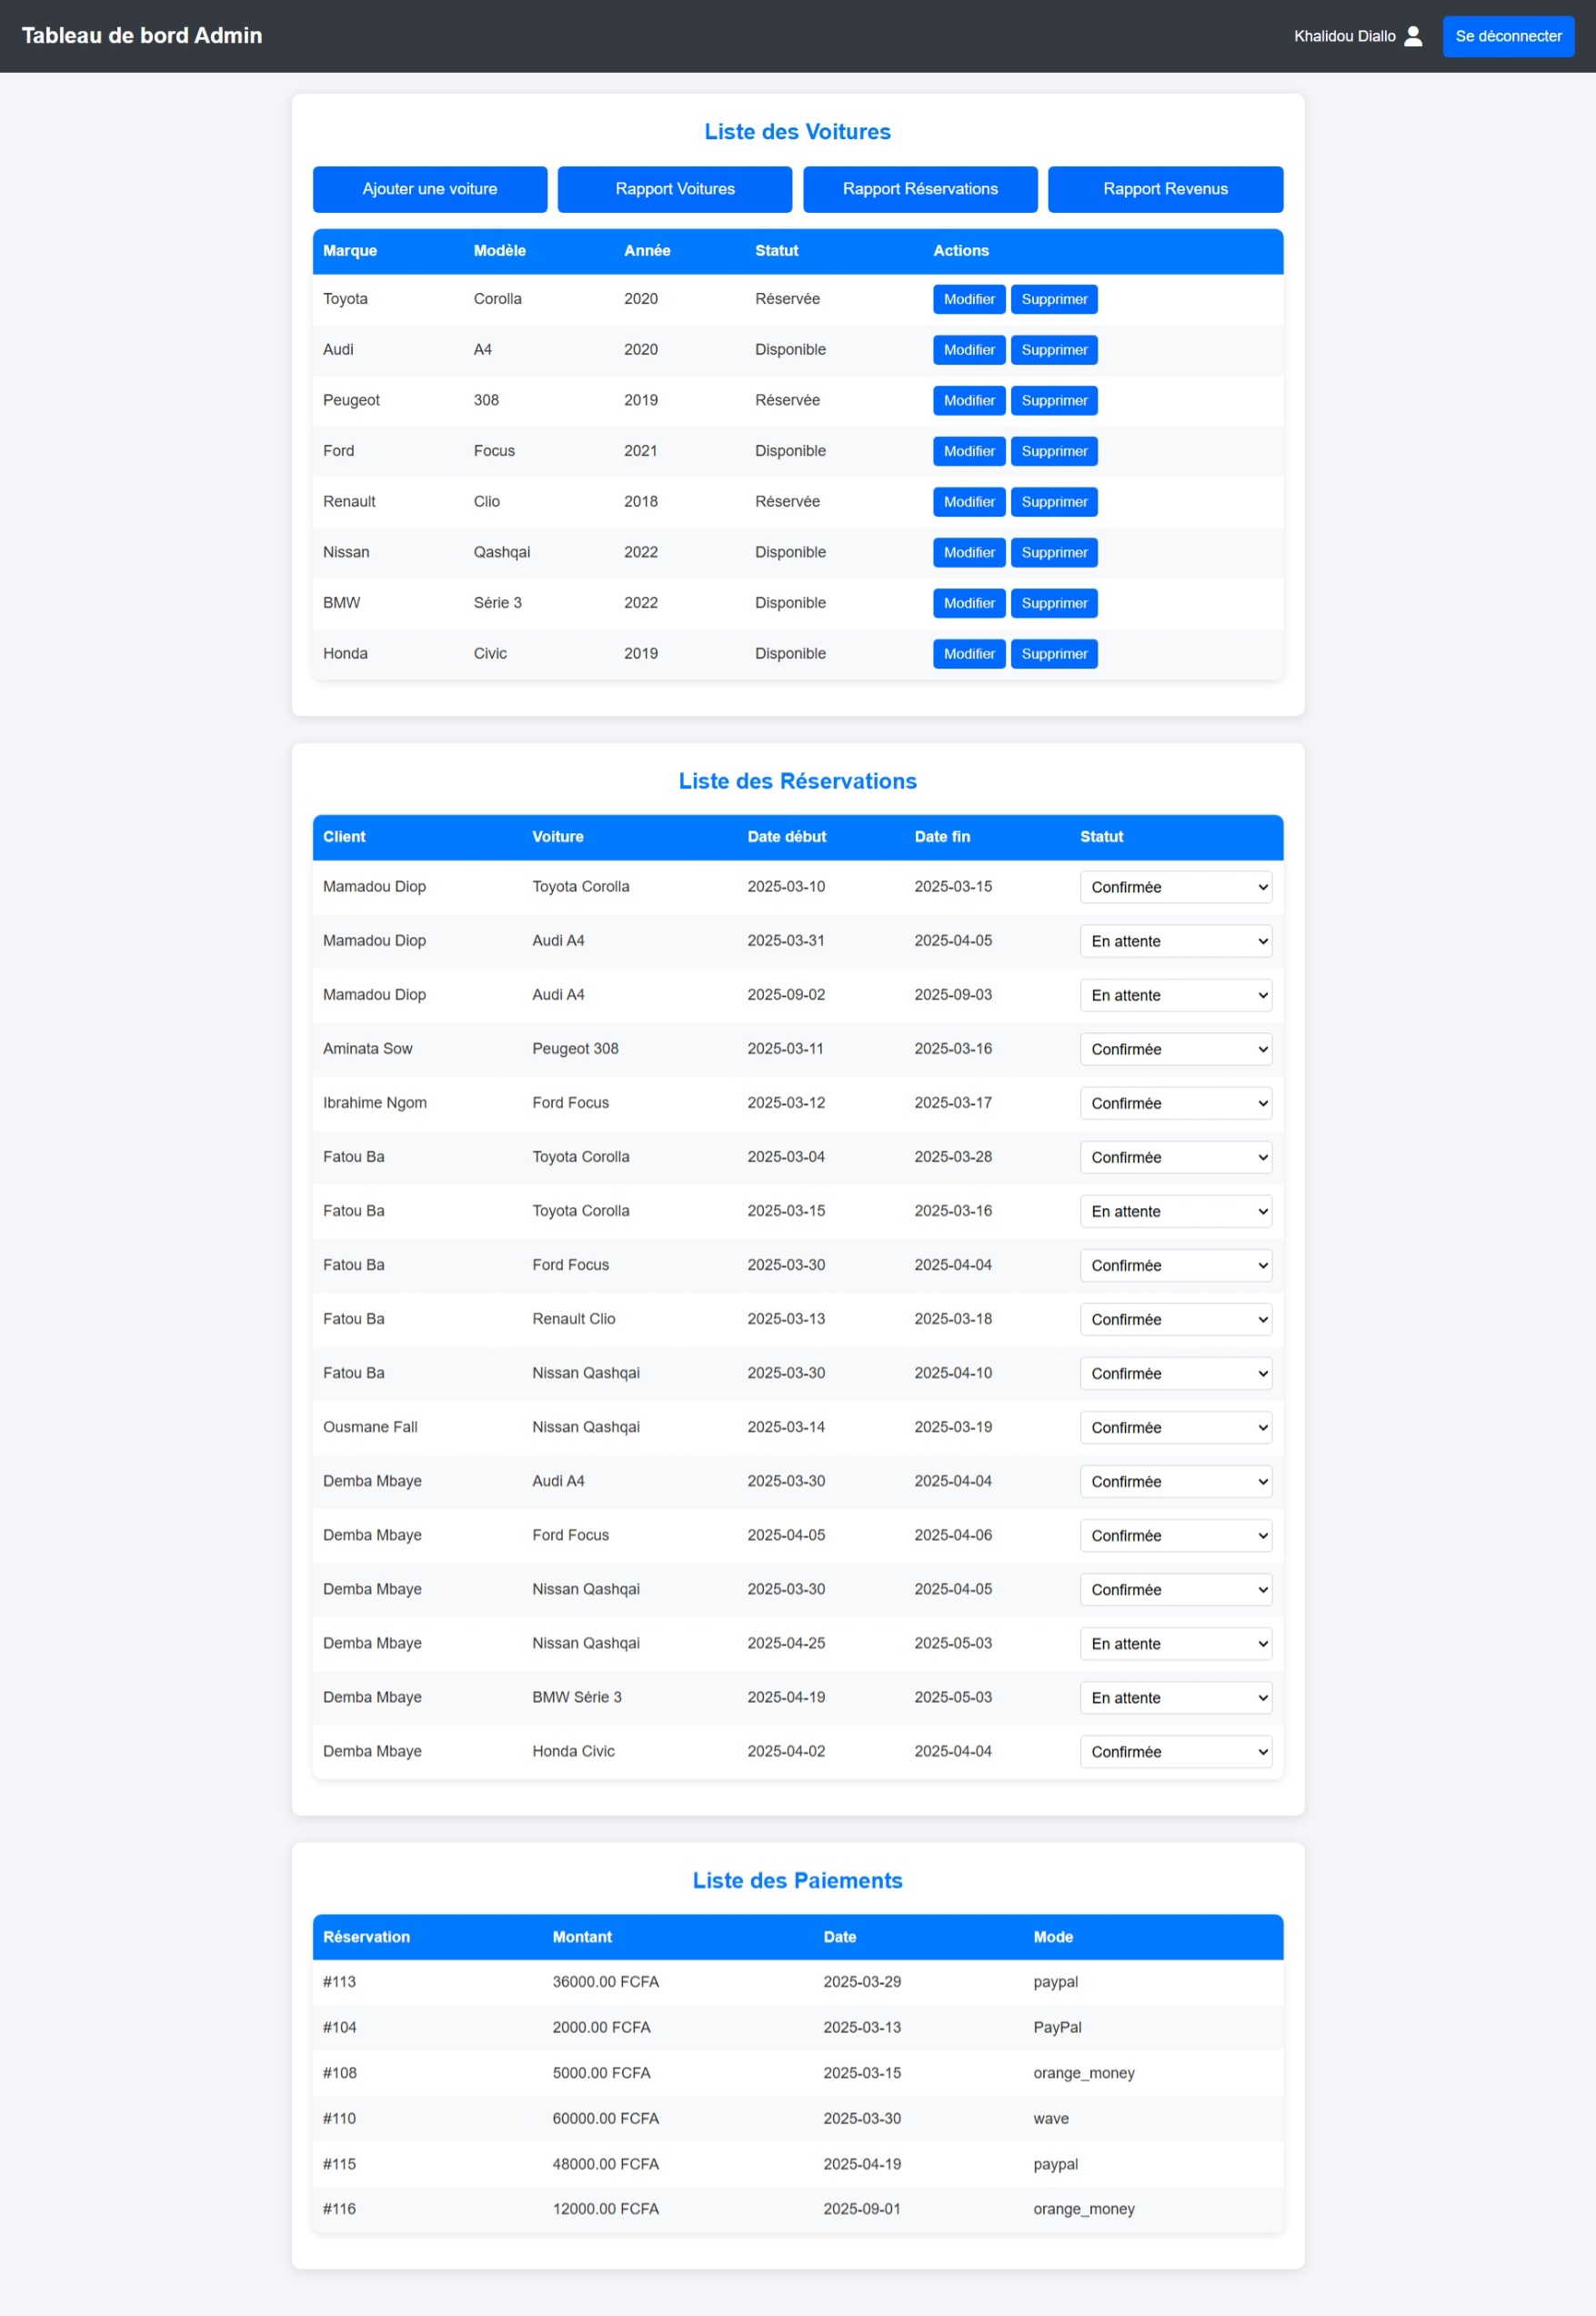 Tableau de bord Admin
Khalidou Diallo Se déconnecter
Liste des Voitures
Ajouter une voiture Rapport Voitures Rapport Réservations Rapport Revenus
Marque Modèle Année Statut Actions
Toyota Corolla 2020 Réservée Modifier Supprimer
Audi A4 2020 Disponible Modifier Supprimer
Peugeot 308 2019 Réservée Modifier Supprimer
Ford Focus 2021 Disponible Modifier Supprimer
Renault Clio 2018 Réservée Modifier Supprimer
Nissan Qashqai 2022 Disponible Modifier Supprimer
BMW Série 3 2022 Disponible Modifier Supprimer
Honda Civic 2019 Disponible Modifier Supprimer
Liste des Réservations
Client Voiture Date début Date fin Statut
Mamadou Diop Toyota Corolla 2025-03-10 2025-03-15 Confirmée
Mamadou Diop Audi A4 2025-03-31 2025-04-05 En attente
Mamadou Diop Audi A4 2025-09-02 2025-09-03 En attente
Aminata Sow Peugeot 308 2025-03-11 2025-03-16 Confirmée
Ibrahime Ngom Ford Focus 2025-03-12 2025-03-17 Confirmée
Fatou Ba Toyota Corolla 2025-03-04 2025-03-28 Confirmée
Fatou Ba Toyota Corolla 2025-03-15 2025-03-16 En attente
Fatou Ba Ford Focus 2025-03-30 2025-04-04 Confirmée
Fatou Ba Renault Clio 2025-03-13 2025-03-18 Confirmée
Fatou Ba Nissan Qashqai 2025-03-30 2025-04-10 Confirmée
Ousmane Fall Nissan Qashqai 2025-03-14 2025-03-19 Confirmée
Demba Mbaye Audi A4 2025-03-30 2025-04-04 Confirmée
Demba Mbaye Ford Focus 2025-04-05 2025-04-06 Confirmée
Demba Mbaye Nissan Qashqai 2025-03-30 2025-04-05 Confirmée
Demba Mbaye Nissan Qashqai 2025-04-25 2025-05-03 En attente
Demba Mbaye BMW Série 3 2025-04-19 2025-05-03 En attente
Demba Mbaye Honda Civic 2025-04-02 2025-04-04 Confirmée
Liste des Paiements
Réservation Montant Date Mode
#113 36000.00 FCFA 2025-03-29 paypal
#104 2000.00 FCFA 2025-03-13 PayPal
#108 5000.00 FCFA 2025-03-15 orange_money
#110 60000.00 FCFA 2025-03-30 wave
#115 48000.00 FCFA 2025-04-19 paypal
#116 12000.00 FCFA 2025-09-01 orange_money